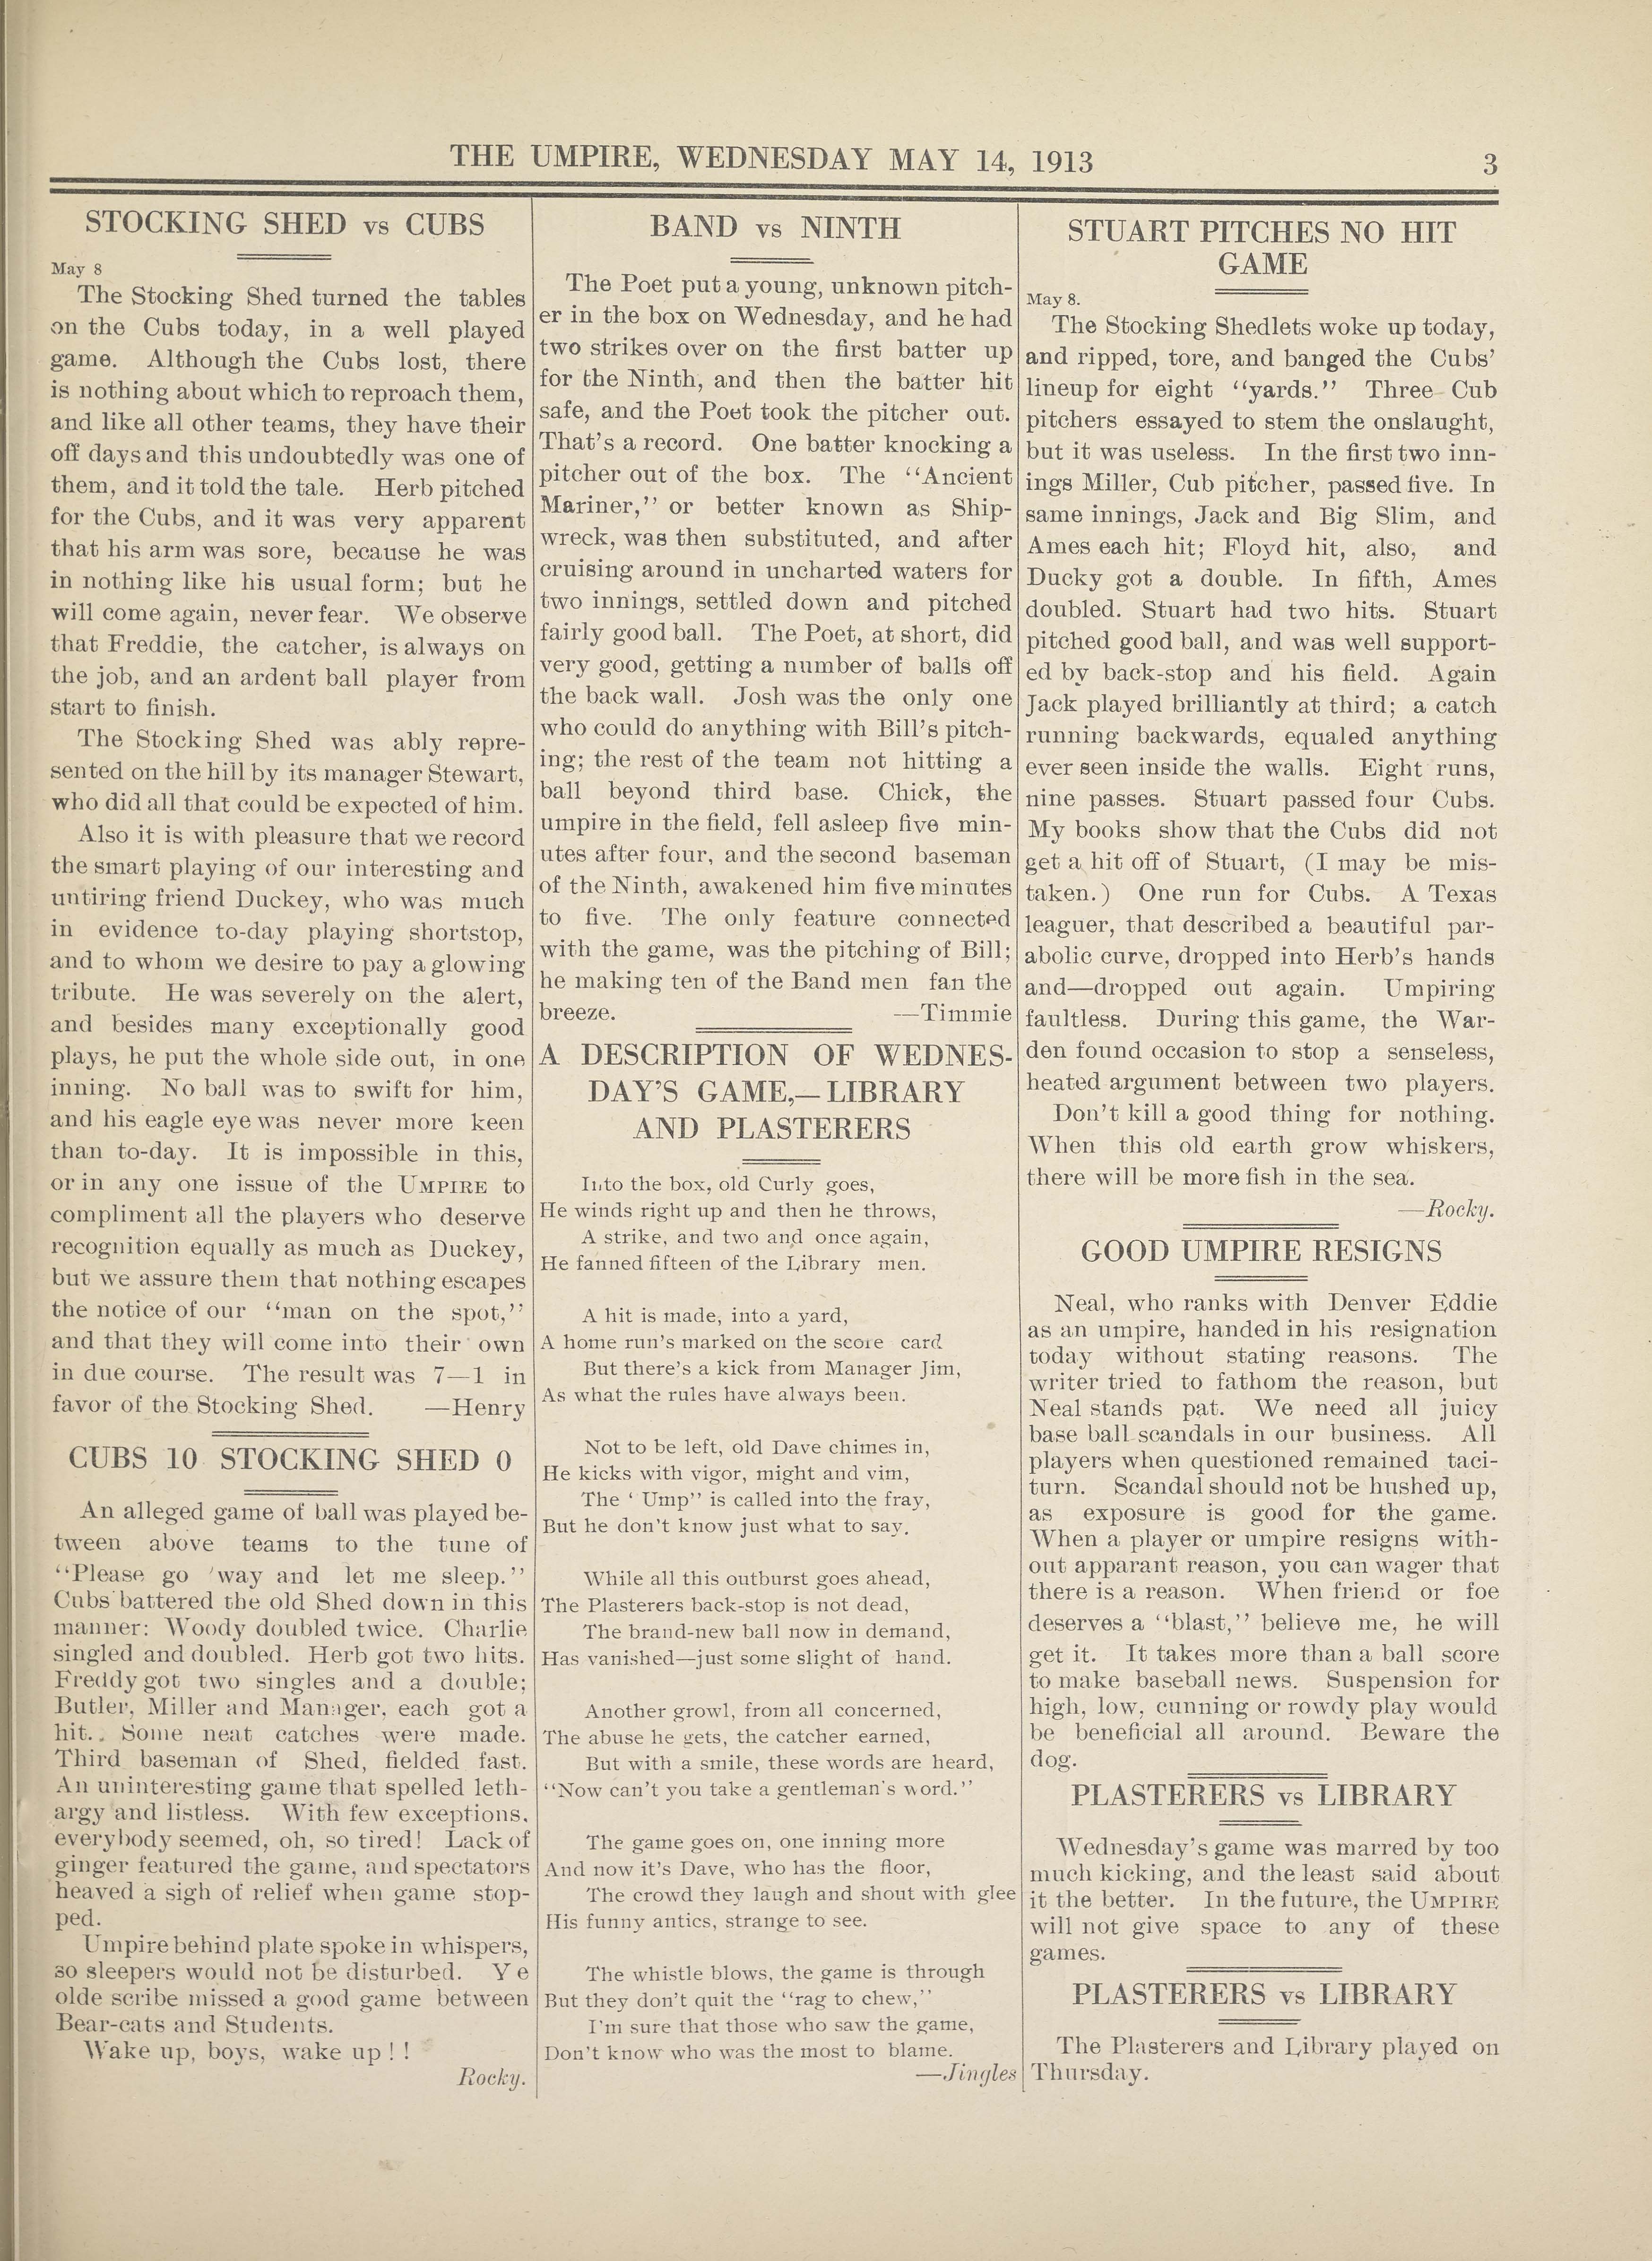 THE UMPIRE, WEDNESDAY MAY 14, 1913
3
STOCKING SHED vs CUBS
May 8
The Stocking Shed turned the tables
on the Cubs today, in a well played
game. Although the Cubs lost, there
is nothing about which to reproach them,
and like all other teams, they have their
off days and this undoubtedly was one of
them, and it told the tale. Herb pitched
for the Cubs, and it was very apparent
that his arm was sore, because he was
in nothing like his usual form; but he
will come again, never fear. We observe
that Freddie, the catcher, is always on
the job, and an ardent ball player from
start to finish.
The Stocking Shed was ably repre-
sented on the hill by its manager Stewart,
who did all that could be expected of him.
Also it is with pleasure that we record
the smart playing of our interesting and
untiring friend Duckey, who was much
in evidence to-day playing shortstop,
and to whom we desire to pay a glowing
tribute. He was severely on the alert,
and besides many exceptionally good
plays, he put the whole side out, in one
inning. No ball was to swift for him,
and his eagle eye was never more keen
than to-day. It is impossible in this,
or in any one issue of the UMPIRE to
compliment all the players who deserve
recognition equally as much as Duckey,
but we assure them that nothing escapes
the notice of our "man on the spot,"
and that they will come into their own
in due course. The result was 7—1 in
favor of the Stocking Shed. —Henry
CUBS 10 STOCKING SHED 0
An alleged game of ball was played be-
tween above teams to the tune of
"Please go 'way and let me sleep."
Cubs battered the old Shed down in this
manner: Woody doubled twice. Charlie
singled and doubled. Herb got two hits.
Freddy got two singles and a double;
Butler, Miller and Manager, each got a
hit. Some neat catches were made.
Third baseman of Shed, fielded fast.
An uninteresting game that spelled leth-
argy and listless. With few exceptions,
everybody seemed, oh, so tired! Lack of
ginger featured the game, and spectators
heaved a sigh of relief when game stop-
ped.
Umpire behind plate spoke in whispers,
so sleepers would not be disturbed. Ye
olde scribe missed a good game between
Bear-cats and Students.
Wake up, boys, wake up ! !
Rocky.
BAND vs NINTH
The Poet put a young, unknown pitch-
er in the box on Wednesday, and he had
two strikes over on the first batter up
for the Ninth, and then the batter hit
safe, and the Poet took the pitcher out.
That's a record. One batter knocking a
pitcher out of the box. The "Ancient
Mariner," or better known as Ship-
wreck, was then substituted, and after
cruising around in uncharted waters for
two innings, settled down and pitched
fairly good ball. The Poet, at short, did
very good, getting a number of balls off
the back wall. Josh was the only one
who could do anything with Bill's pitch-
ing; the rest of the team not hitting a
ball beyond third base. Chick, the
umpire in the field, fell asleep five min-
utes after four, and the second baseman
of the Ninth, awakened him five minutes
to five. The only feature connected
with the game, was the pitching of Bill;
he making ten of the Band men fan the
breeze. —Timmie
A DESCRIPTION OF WEDNES-
DAY'S GAME,—LIBRARY
AND PLASTERERS
Into the box, old Curly goes,
He winds right up and then he throws,
A strike, and two and once again,
He fanned fifteen of the Library men.
A hit is made, into a yard,
A home run's marked on the score card
But there's a kick from Manager Jim,
As what the rules have always been.
Not to be left, old Dave chimes in,
He kicks with vigor, might and vim,
The ' Ump" is called into the fray,
But he don't know just what to say.
While all this outburst goes ahead,
The Plasterers back-stop is not dead,
The brand-new ball now in demand,
Has vanished—just some slight of hand.
Another growl, from all concerned,
The abuse he gets, the catcher earned,
But with a smile, these words are heard,
"Now can't you take a gentleman's word."
The game goes on, one inning more
And now it's Dave, who has the floor,
The crowd they laugh and shout with glee
His funny antics, strange to see.
The whistle blows, the game is through
But they don't quit the "rag to chew,"
I'm sure that those who saw the game,
Don't know who was the most to blame.
—Jingles
STUART PITCHES NO HIT
GAME
May 8.
The Stocking Shedlets woke up today,
and ripped, tore, and banged the Cubs'
lineup for eight "yards." Three Cub
pitchers essayed to stem the onslaught,
but it was useless. In the first two inn-
ings Miller, Cub pitcher, passed five. In
same innings, Jack and Big Slim, and
Ames each hit; Floyd hit, also, and
Ducky got a double. In fifth, Ames
doubled. Stuart had two hits. Stuart
pitched good ball, and was well support-
ed by back-stop and his field. Again
Jack played brilliantly at third; a catch
running backwards, equaled anything
ever seen inside the walls. Eight runs,
nine passes. Stuart passed four Cubs.
My books show that the Cubs did not
get a hit off of Stuart, (I may be mis-
taken.) One run for Cubs. A Texas
leaguer, that described a beautiful par-
abolic curve, dropped into Herb's hands
and—dropped out again. Umpiring
faultless. During this game, the War-
den found occasion to stop a senseless,
heated argument between two players.
Don't kill a good thing for nothing.
When this old earth grow whiskers,
there will be more fish in the sea.
—Rocky.
GOOD UMPIRE RESIGNS
Neal, who ranks with Denver Eddie
as an umpire, handed in his resignation
today without stating reasons. The
writer tried to fathom the reason, but
Neal stands pat. We need all juicy
base ball scandals in our business. All
players when questioned remained taci-
turn. Scandal should not be hushed up,
as exposure is good for the game.
When a player or umpire resigns with-
out apparant reason, you can wager that
there is a reason. When friend or foe
deserves a "blast," believe me, he will
get it. It takes more than a ball score
to make baseball news. Suspension for
high, low, cunning or rowdy play would
be beneficial all around. Beware the
dog.
PLASTERERS vs LIBRARY
Wednesday's game was marred by too
much kicking, and the least said about
it the better. In the future, the UMPIRE
will not give space to any of these
games.
PLASTERERS vs LIBRARY
The Plasterers and Library played on
Thursday.